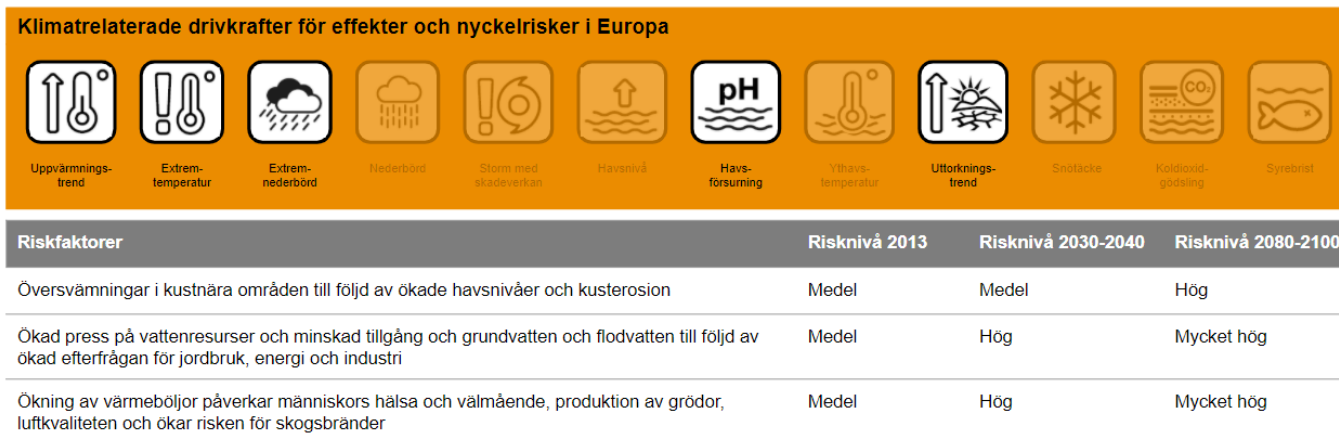 Klimatrelaterade drivkrafter för effekter och nyckelrisker i Europa
pH
CO₂
Uppvärmnings-
trend
Extrem-
temperatur
Extrem-
nederbörd
Nederbörd
Storm med
skadeverkan
Havsnivå
Havs-
försurning
Ythavs-
temperatur
Uttorknings-
trend
Snötäcke
Koldioxid-
gödsling
Syrebrist
Riskfaktorer Risknivå 2013 Risknivå 2030-2040 Risknivå 2080-2100
Översvämningar i kustnära områden till följd av ökade havsnivåer och kusterosion Medel Medel Hög
Ökad press på vattenresurser och minskad tillgång och grundvatten och flodvatten till följd av Medel Hög Mycket hög
ökad efterfrågan för jordbruk, energi och industri
Ökning av värmeböljor påverkar människors hälsa och välmående, produktion av grödor, Medel Hög Mycket hög
luftkvaliteten och ökar risken för skogsbränder